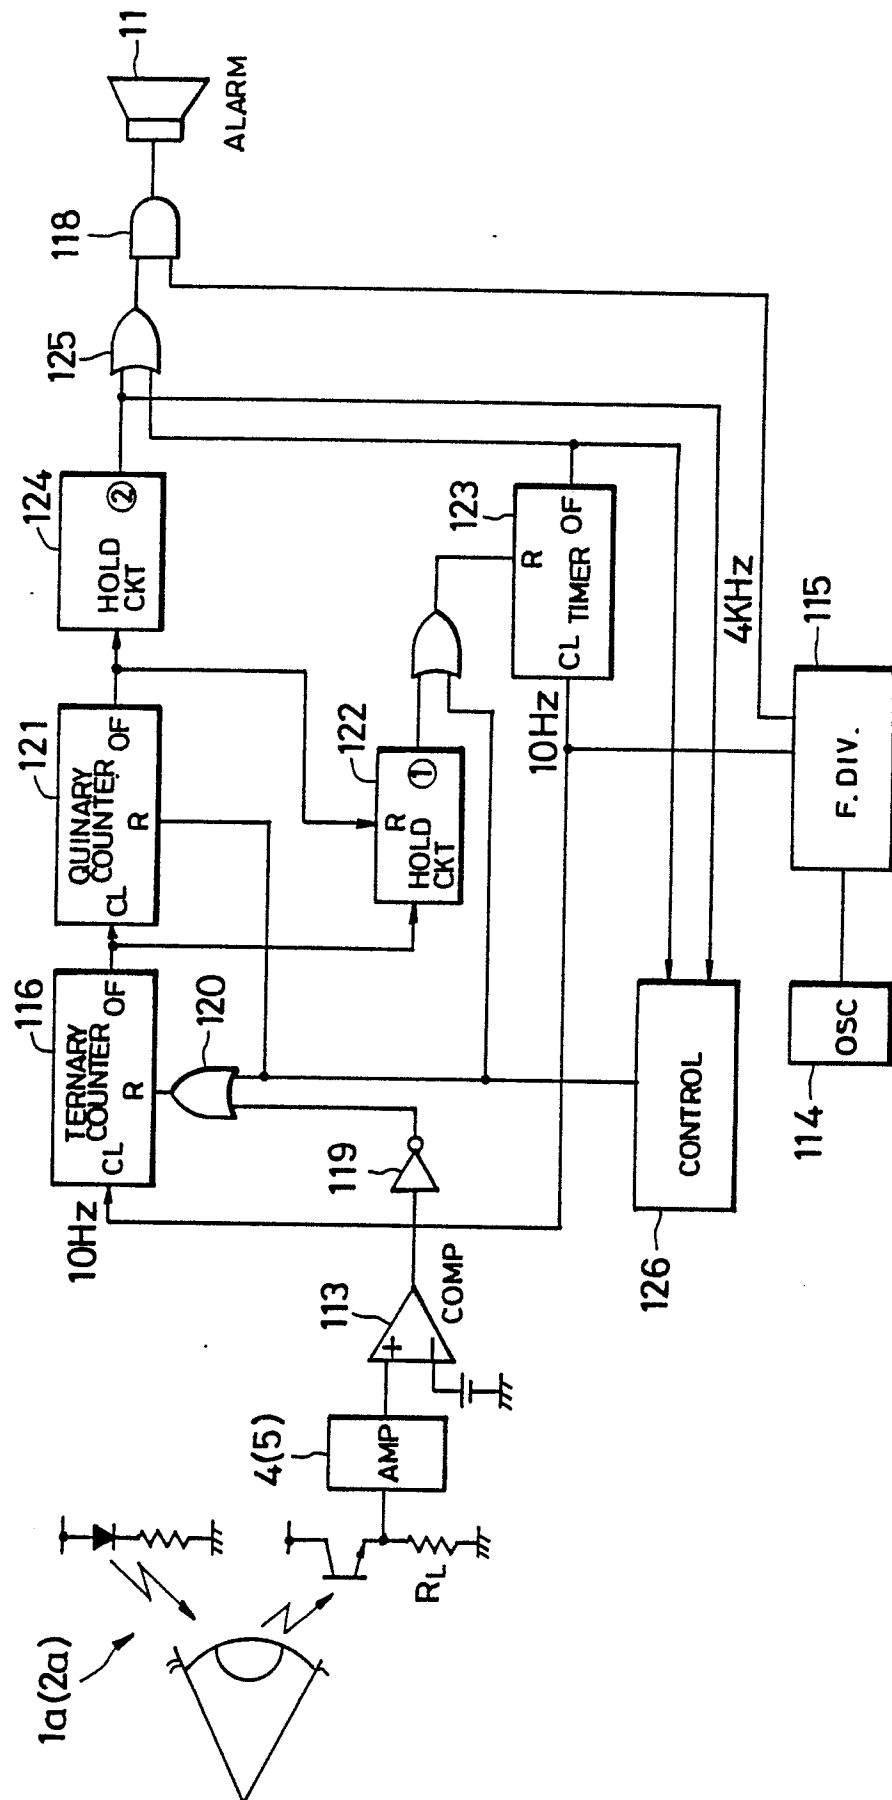 11
ALARM
118
125
124
HOLD
CKT
②
123
R
CL TIMER OF
121
QUINARY
COUNTER
CL
R
OF
122
R
HOLD
CKT
①
10Hz
4KHz
115
F. DIV.
116
TERNARY
COUNTER
CL
R
OF
120
10Hz
119
113
+
−
COMP
CONTROL
126
OSC
114
4(5)
AMP
RL
1a(2a)